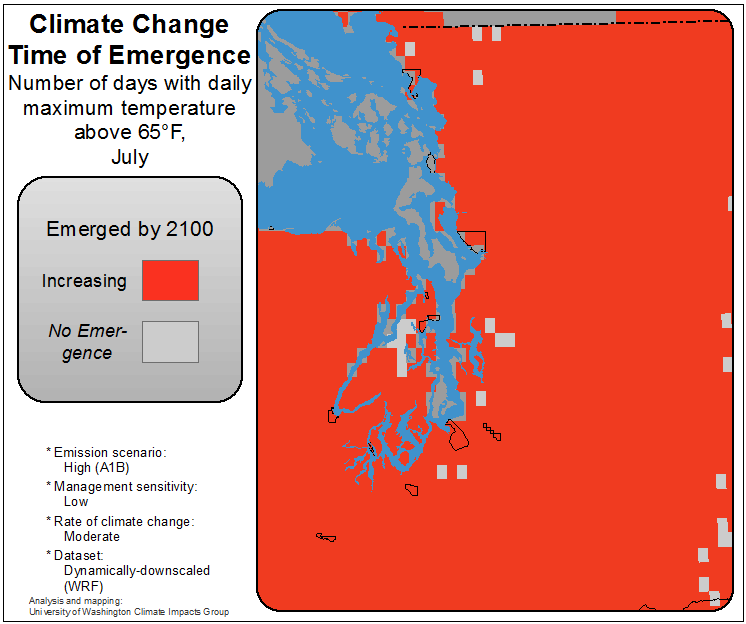 Climate Change
Time of Emergence
Number of days with daily
maximum temperature
above 65°F,
July
Emerged by 2100
Increasing
No Emer-
gence
* Emission scenario:
High (A1B)
* Management sensitivity:
Low
* Rate of climate change:
Moderate
* Dataset:
Dynamically-downscaled
(WRF)
Analysis and mapping:
University of Washington Climate Impacts Group